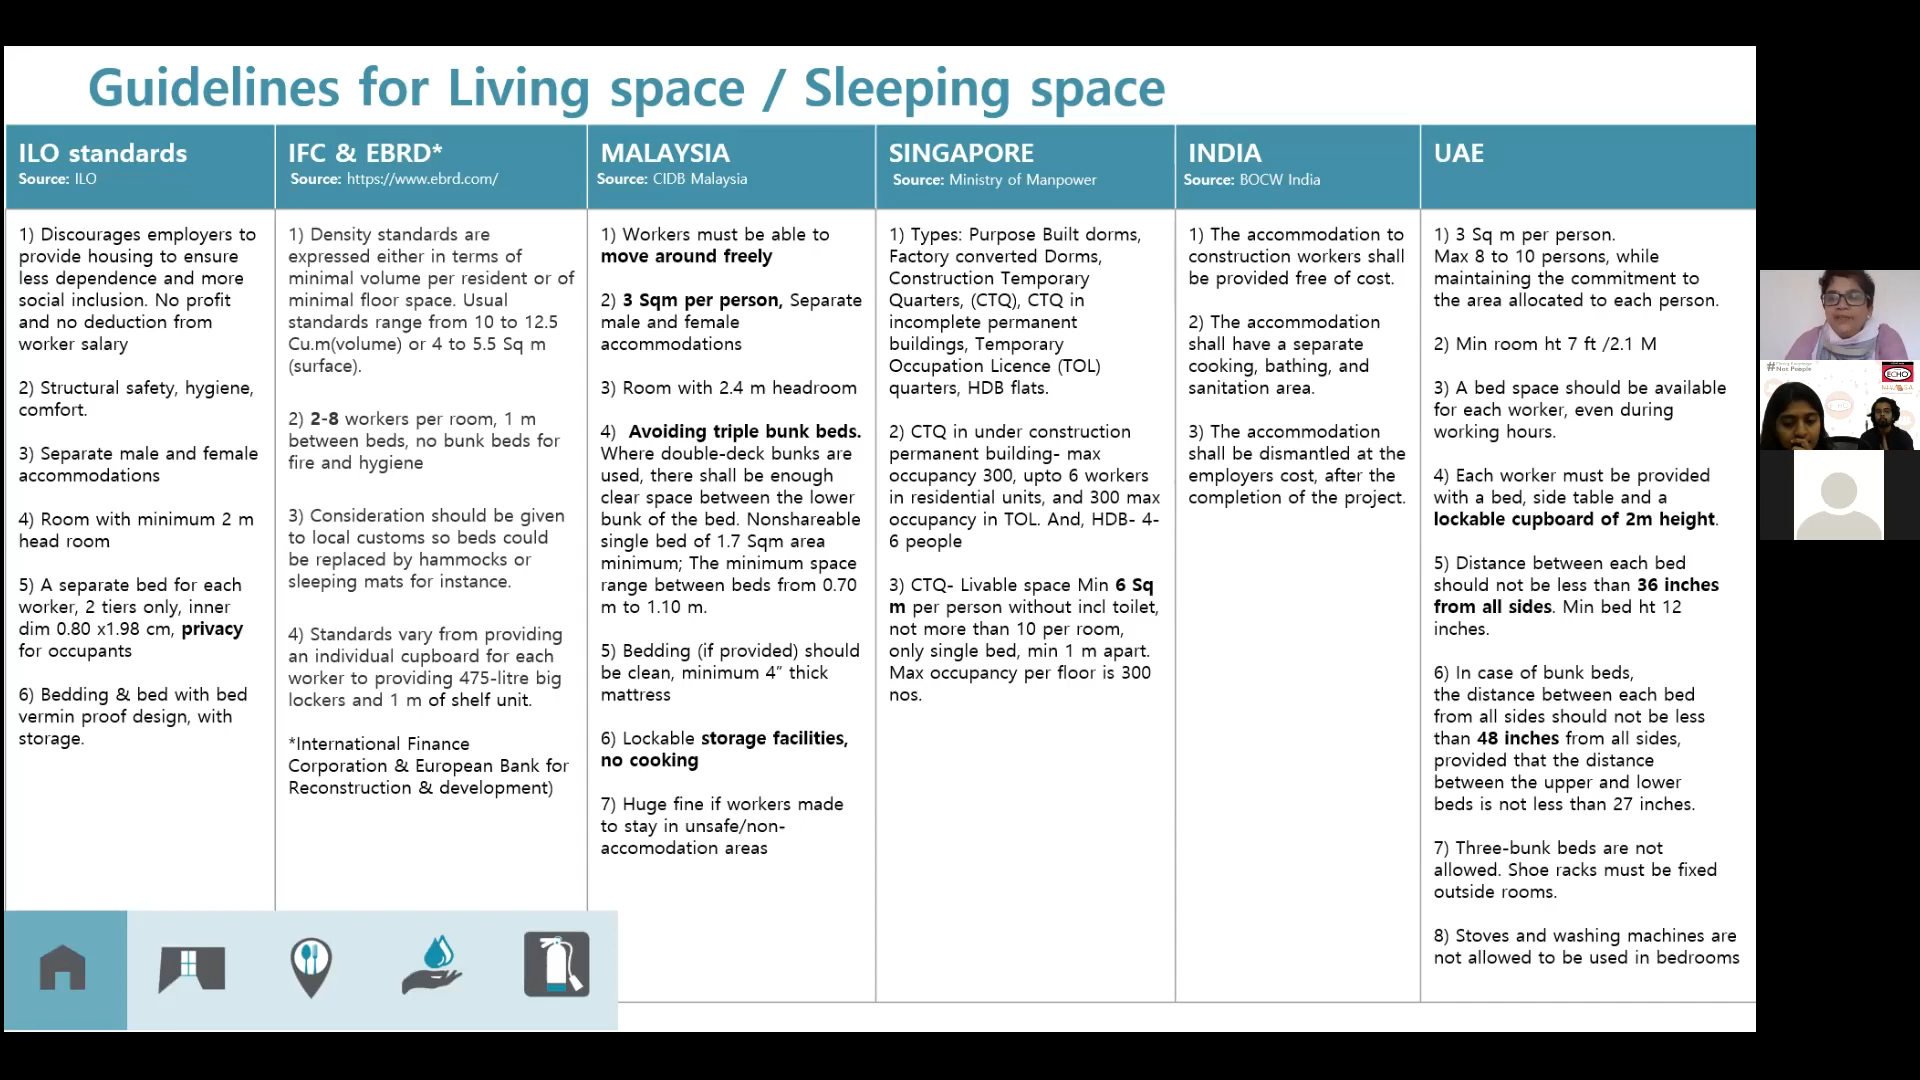 Guidelines for Living space / Sleeping space
ILO standards
Source: ILO
1) Discourages employers to
provide housing to ensure
less dependence and more
social inclusion. No profit
and no deduction from
worker salary
2) Structural safety, hygiene,
comfort.
3) Separate male and female
accommodations
4) Room with minimum 2 m
head room
5) A separate bed for each
worker, 2 tiers only, inner
dim 0.80 x1.98 cm, privacy
for occupants
6) Bedding & bed with bed
vermin proof design, with
storage.
IFC & EBRD*
Source: https://www.ebrd.com/
1) Density standards are
expressed either in terms of
minimal volume per resident or of
minimal floor space. Usual
standards range from 10 to 12.5
Cu.m(volume) or 4 to 5.5 Sq m
(surface).
2) 2-8 workers per room, 1 m
between beds, no bunk beds for
fire and hygiene
3) Consideration should be given
to local customs so beds could
be replaced by hammocks or
sleeping mats for instance.
4) Standards vary from providing
an individual cupboard for each
worker to providing 475-litre big
lockers and 1 m of shelf unit.
*International Finance
Corporation & European Bank for
Reconstruction & development)
MALAYSIA
Source: CIDB Malaysia
1) Workers must be able to
move around freely
2) 3 Sqm per person, Separate
male and female
accommodations
3) Room with 2.4 m headroom
4) Avoiding triple bunk beds.
Where double-deck bunks are
used, there shall be enough
clear space between the lower
bunk of the bed. Nonshareable
single bed of 1.7 Sqm area
minimum; The minimum space
range between beds from 0.70
m to 1.10 m.
5) Bedding (if provided) should
be clean, minimum 4” thick
mattress
6) Lockable storage facilities,
no cooking
7) Huge fine if workers made
to stay in unsafe/non-
accomodation areas
SINGAPORE
Source: Ministry of Manpower
1) Types: Purpose Built dorms,
Factory converted Dorms,
Construction Temporary
Quarters, (CTQ), CTQ in
incomplete permanent
buildings, Temporary
Occupation Licence (TOL)
quarters, HDB flats.
2) CTQ in under construction
permanent building- max
occupancy 300, upto 6 workers
in residential units, and 300 max
occupancy in TOL. And, HDB- 4-
6 people
3) CTQ- Livable space Min 6 Sq
m per person without incl toilet,
not more than 10 per room,
only single bed, min 1 m apart.
Max occupancy per floor is 300
nos.
INDIA
Source: BOCW India
1) The accommodation to
construction workers shall
be provided free of cost.
2) The accommodation
shall have a separate
cooking, bathing, and
sanitation area.
3) The accommodation
shall be dismantled at the
employers cost, after the
completion of the project.
UAE
1) 3 Sq m per person.
Max 8 to 10 persons, while
maintaining the commitment to
the area allocated to each person.
2) Min room ht 7 ft /2.1 M
3) A bed space should be available
for each worker, even during
working hours.
4) Each worker must be provided
with a bed, side table and a
lockable cupboard of 2m height.
5) Distance between each bed
should not be less than 36 inches
from all sides. Min bed ht 12
inches.
6) In case of bunk beds,
the distance between each bed
from all sides should not be less
than 48 inches from all sides,
provided that the distance
between the upper and lower
beds is not less than 27 inches.
7) Three-bunk beds are not
allowed. Shoe racks must be fixed
outside rooms.
8) Stoves and washing machines are
not allowed to be used in bedrooms
Not People
ECHO